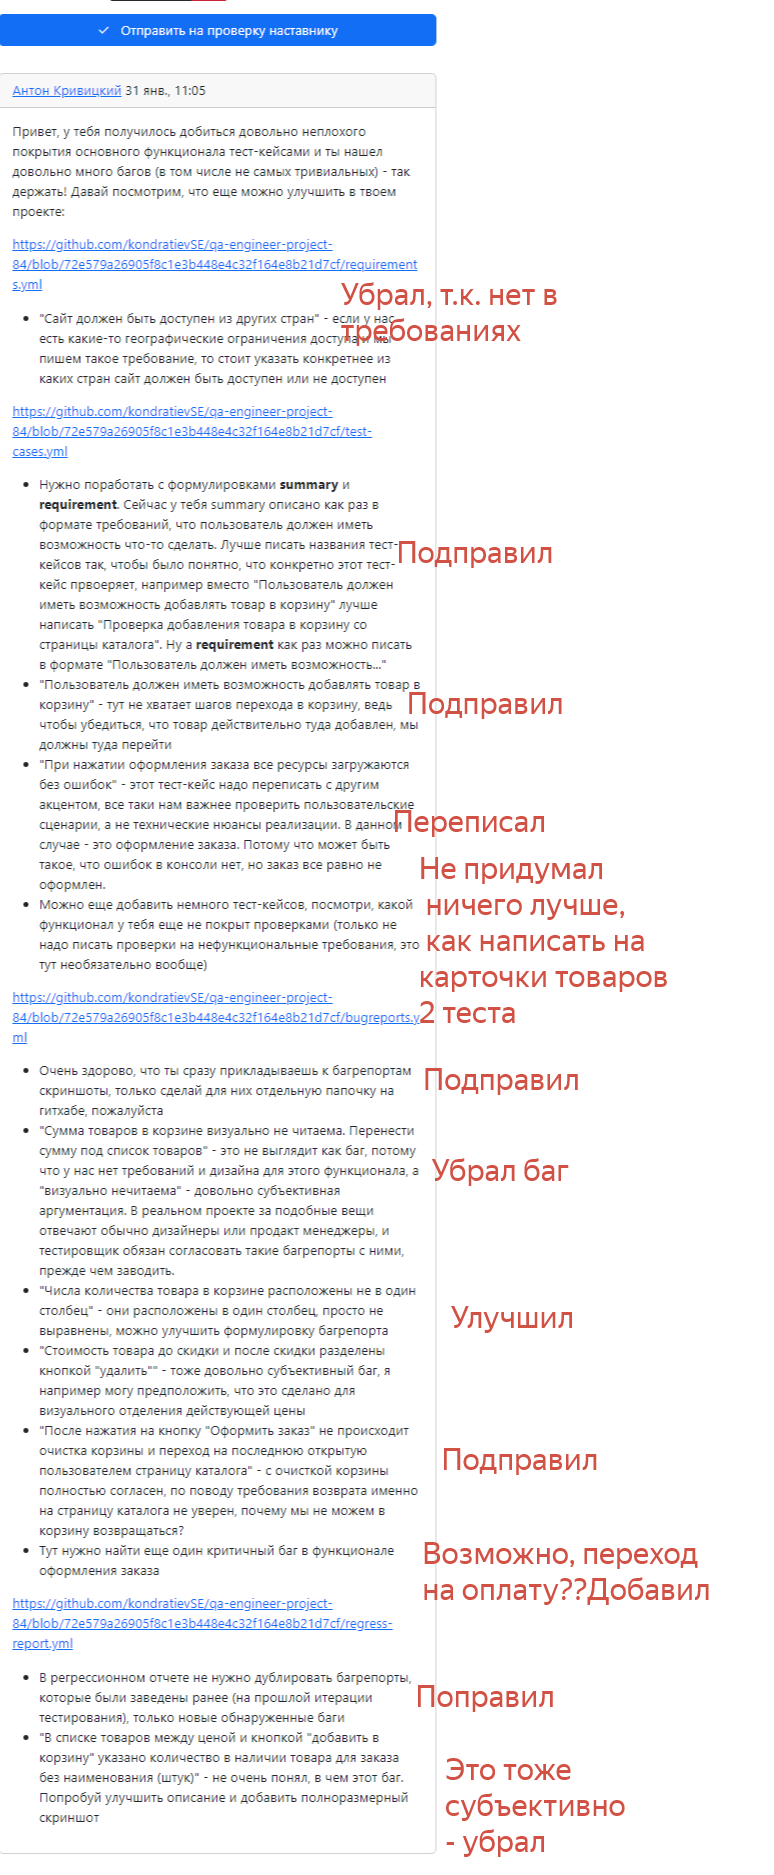 Отправить на проверку наставнику
Антон Кривицкий 31 янв., 11:05
Привет, у тебя получилось добиться довольно неплохого
покрытия основного функционала тест-кейсами и ты нашел
довольно много багов (в том числе не самых тривиальных) - так
держать! Давай посмотрим, что еще можно улучшить в твоем
проекте:
https://github.com/kondratievSE/qa-engineer-project-
84/blob/72e579a26905f8c1e3b448e4c32f164e8b21d7cf/requirement
s.yml
Убрал, т.к. нет в
требованиях
"Сайт должен быть доступен из других стран" - если у нас
есть какие-то географические ограничения доступа и мы
пишем такое требование, то стоит указать конкретнее из
каких стран сайт должен быть доступен или не доступен
https://github.com/kondratievSE/qa-engineer-project-
84/blob/72e579a26905f8c1e3b448e4c32f164e8b21d7cf/test-
cases.yml
Нужно поработать с формулировками summary и
requirement. Сейчас у тебя summary описано как раз в
формате требований, что пользователь должен иметь
возможность что-то сделать. Лучше писать названия тест-
кейсов так, чтобы было понятно, что конкретно этот тест-
кейс првоеряет, например вместо "Пользователь должен
иметь возможность добавлять товар в корзину" лучше
написать "Проверка добавления товара в корзину со
страницы каталога". Ну а requirement как раз можно писать
в формате "Пользователь должен иметь возможность..."
Подправил
"Пользователь должен иметь возможность добавлять товар в
корзину" - тут не хватает шагов перехода в корзину, ведь
чтобы убедиться, что товар действительно туда добавлен, мы
должны туда перейти
Подправил
"При нажатии оформления заказа все ресурсы загружаются
без ошибок" - этот тест-кейс надо переписать с другим
акцентом, все таки нам важнее проверить пользовательские
сценарии, а не технические нюансы реализации. В данном
случае - это оформление заказа. Потому что может быть
такое, что ошибок в консоли нет, но заказ все равно не
оформлен.
Переписал
Можно еще добавить немного тест-кейсов, посмотри, какой
функционал у тебя еще не покрыт проверками (только не
надо писать проверки на нефункциональные требования, это
тут необязательно вообще)
Не придумал
ничего лучше,
как написать на
карточки товаров
2 теста
https://github.com/kondratievSE/qa-engineer-project-
84/blob/72e579a26905f8c1e3b448e4c32f164e8b21d7cf/bugreports.y
ml
Очень здорово, что ты сразу прикладываешь к багрепортам
скриншоты, только сделай для них отдельную папочку на
гитхабе, пожалуйста
Подправил
"Сумма товаров в корзине визуально не читаема. Перенести
сумму под список товаров" - это не выглядит как баг, потому
что у нас нет требований и дизайна для этого функционала, а
"визуально нечитаема" - довольно субъективная
аргументация. В реальном проекте за подобные вещи
отвечают обычно дизайнеры или продакт менеджеры, и
тестировщик обязан согласовать такие багрепорты с ними,
прежде чем заводить.
Убрал баг
"Числа количества товара в корзине расположены не в один
столбец" - они расположены в один столбец, просто не
выравнены, можно улучшить формулировку багрепорта
Улучшил
"Стоимость товара до скидки и после скидки разделены
кнопкой "удалить"" - тоже довольно субъективный баг, я
например могу предположить, что это сделано для
визуального отделения действующей цены
"После нажатия на кнопку "Оформить заказ" не происходит
очистка корзины и переход на последнюю открытую
пользователем страницу каталога" - с очисткой корзины
полностью согласен, по поводу требования возврата именно
на страницу каталога не уверен, почему мы не можем в
корзину возвращаться?
Подправил
Тут нужно найти еще один критичный баг в функционале
оформления заказа
Возможно, переход
на оплату??Добавил
https://github.com/kondratievSE/qa-engineer-project-
84/blob/72e579a26905f8c1e3b448e4c32f164e8b21d7cf/regress-
report.yml
В регрессионном отчете не нужно дублировать багрепорты,
которые были заведены ранее (на прошлой итерации
тестирования), только новые обнаруженные баги
Поправил
"В списке товаров между ценой и кнопкой "добавить в
корзину" указано количество в наличии товара для заказа
без наименования (штук)" - не очень понял, в чем этот баг.
Попробуй улучшить описание и добавить полноразмерный
скриншот
Это тоже
субъективно
- убрал